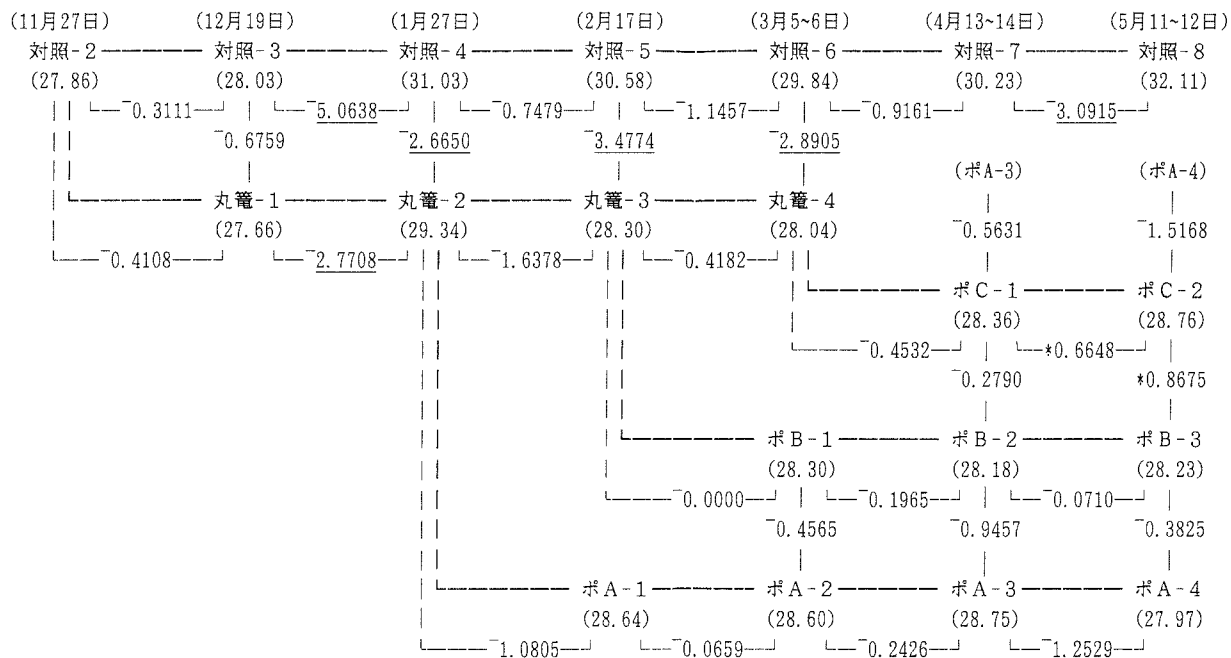 (11月27日) (12月19日) (1月27日) (2月17日) (3月5~6日) (4月13~14日) (5月11~12日)
対照-2 対照-3 対照-4 対照-5 対照-6 対照-7 対照-8
(27.86) (28.03) (31.03) (30.58) (29.84) (30.23) (32.11)
‾0.3111 ‾5.0638 ‾0.7479 ‾1.1457 ‾0.9161 ‾3.0915
‾0.6759 ‾2.6650 ‾3.4774 ‾2.8905
(ポA-3) (ポA-4)
丸篭-1 丸篭-2 丸篭-3 丸篭-4
(27.66) (29.34) (28.30) (28.04) ‾0.5631 ‾1.5168
‾0.4108 ‾2.7708 ‾1.6378 ‾0.4182
ポC-1 ポC-2
(28.36) (28.76)
‾0.4532 *0.6648
‾0.2790 *0.8675
ポB-1 ポB-2 ポB-3
(28.30) (28.18) (28.23)
‾0.0000 ‾0.1965 ‾0.0710
‾0.4565 ‾0.9457 ‾0.3825
ポA-1 ポA-2 ポA-3 ポA-4
(28.64) (28.60) (28.75) (27.97)
‾1.0805 ‾0.0659 ‾0.2426 ‾1.2529